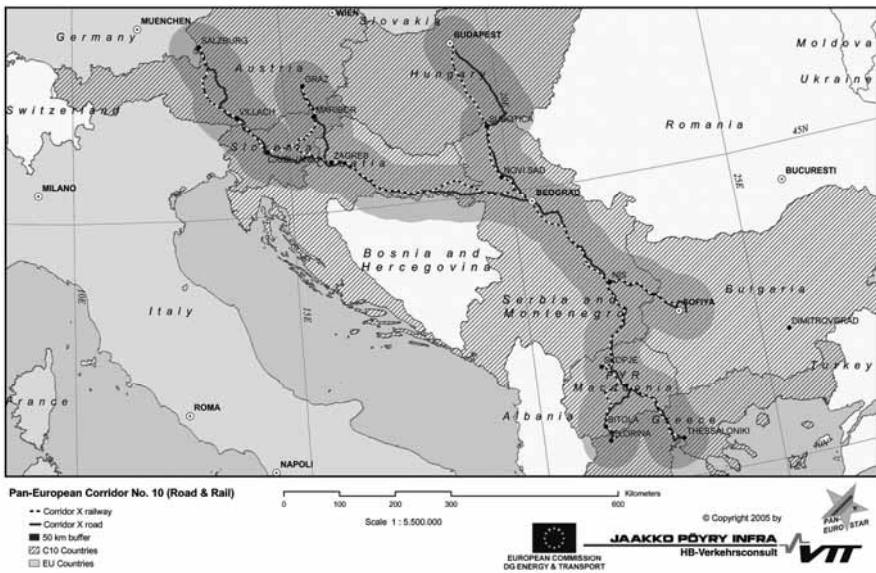 MUENCHEN
WIEN
Slovakia
Germany
SALZBURG
BUDAPEST
Moldova
Austria
Hungary
Ukraine
GRAZ
Switzerland
VILLACH
MARIBOR
SUBOTICA
Romania
45N
Slovenia
ZAGREB
Croatia
NOVI SAD
25E
BUCURESTI
MILANO
BEOGRAD
Bosnia and
Hercegovina
10E
15E
NIS
Bulgaria
Italy
Serbia and
Montenegro
SOFIYA
DIMITROVGRAD
SKOPJE
Turkey
F.Y.R.
Macedonia
France
ROMA
Albania
BITOLA
Greece
FLORINA
THESSALONIKI
NAPOLI
Pan-European Corridor No. 10 (Road & Rail)
Corridor X railway
Corridor X road
50 km buffer
C10 Countries
EU Countries
Kilometers
0 100 200 300 600
Scale 1 : 5.500.000
EUROPEAN COMMISSION
DG ENERGY & TRANSPORT
© Copyright 2005 by
PAN-
EURO STAR
JAAKKO PÖYRY INFRA
HB-Verkehrsconsult
VTT